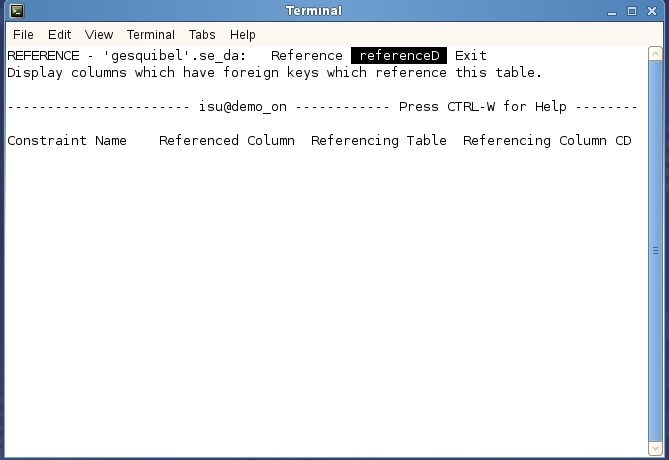 Terminal
File Edit View Terminal Tabs Help
REFERENCE - 'gesquibel'.se_da:   Reference  referenceD  Exit
Display columns which have foreign keys which reference this table.
----------------------- isu@demo_on ------------ Press CTRL-W for Help --------
Constraint Name    Referenced Column  Referencing Table  Referencing Column CD